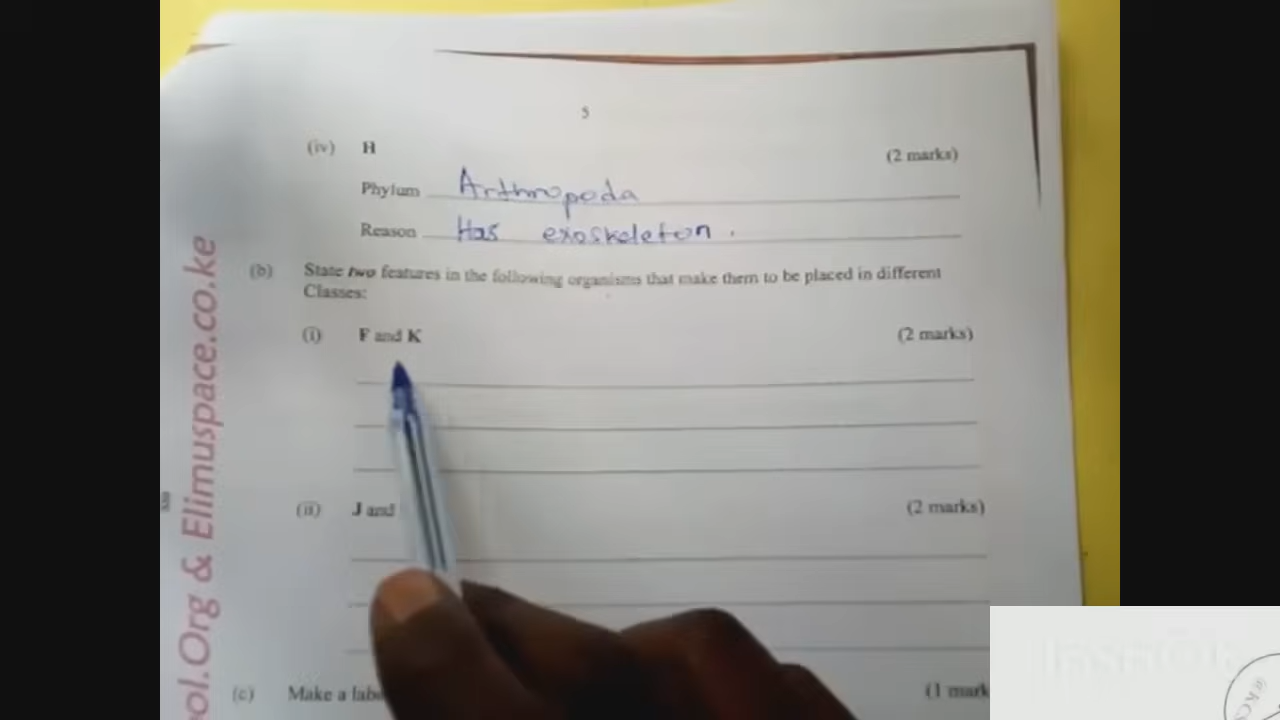 5
(iv) H (2 marks)
Phylum Arthropoda
Reason Has exoskeleton.
(b) State two features in the following organisms that make them to be placed in different
Classes:
(i) F and K (2 marks)
(ii) J and (2 marks)
(c) Make a (1 mark
ol.Org & Elimuspace.co.ke